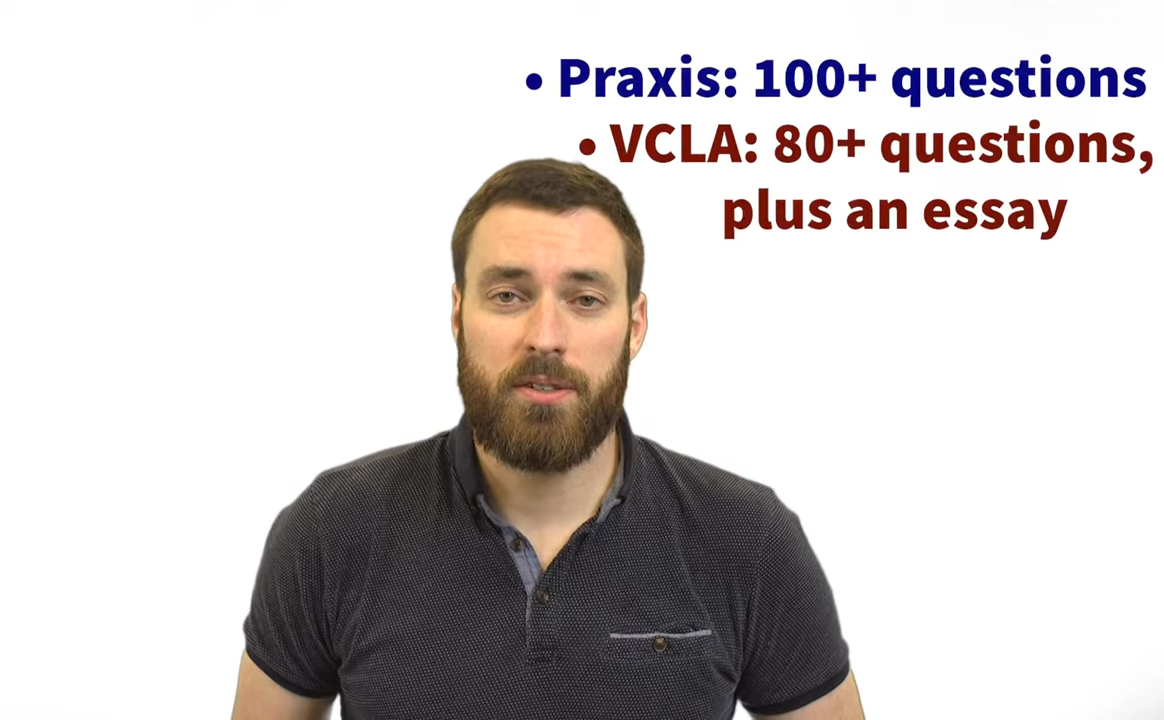 • Praxis: 100+ questions
• VCLA: 80+ questions,
plus an essay